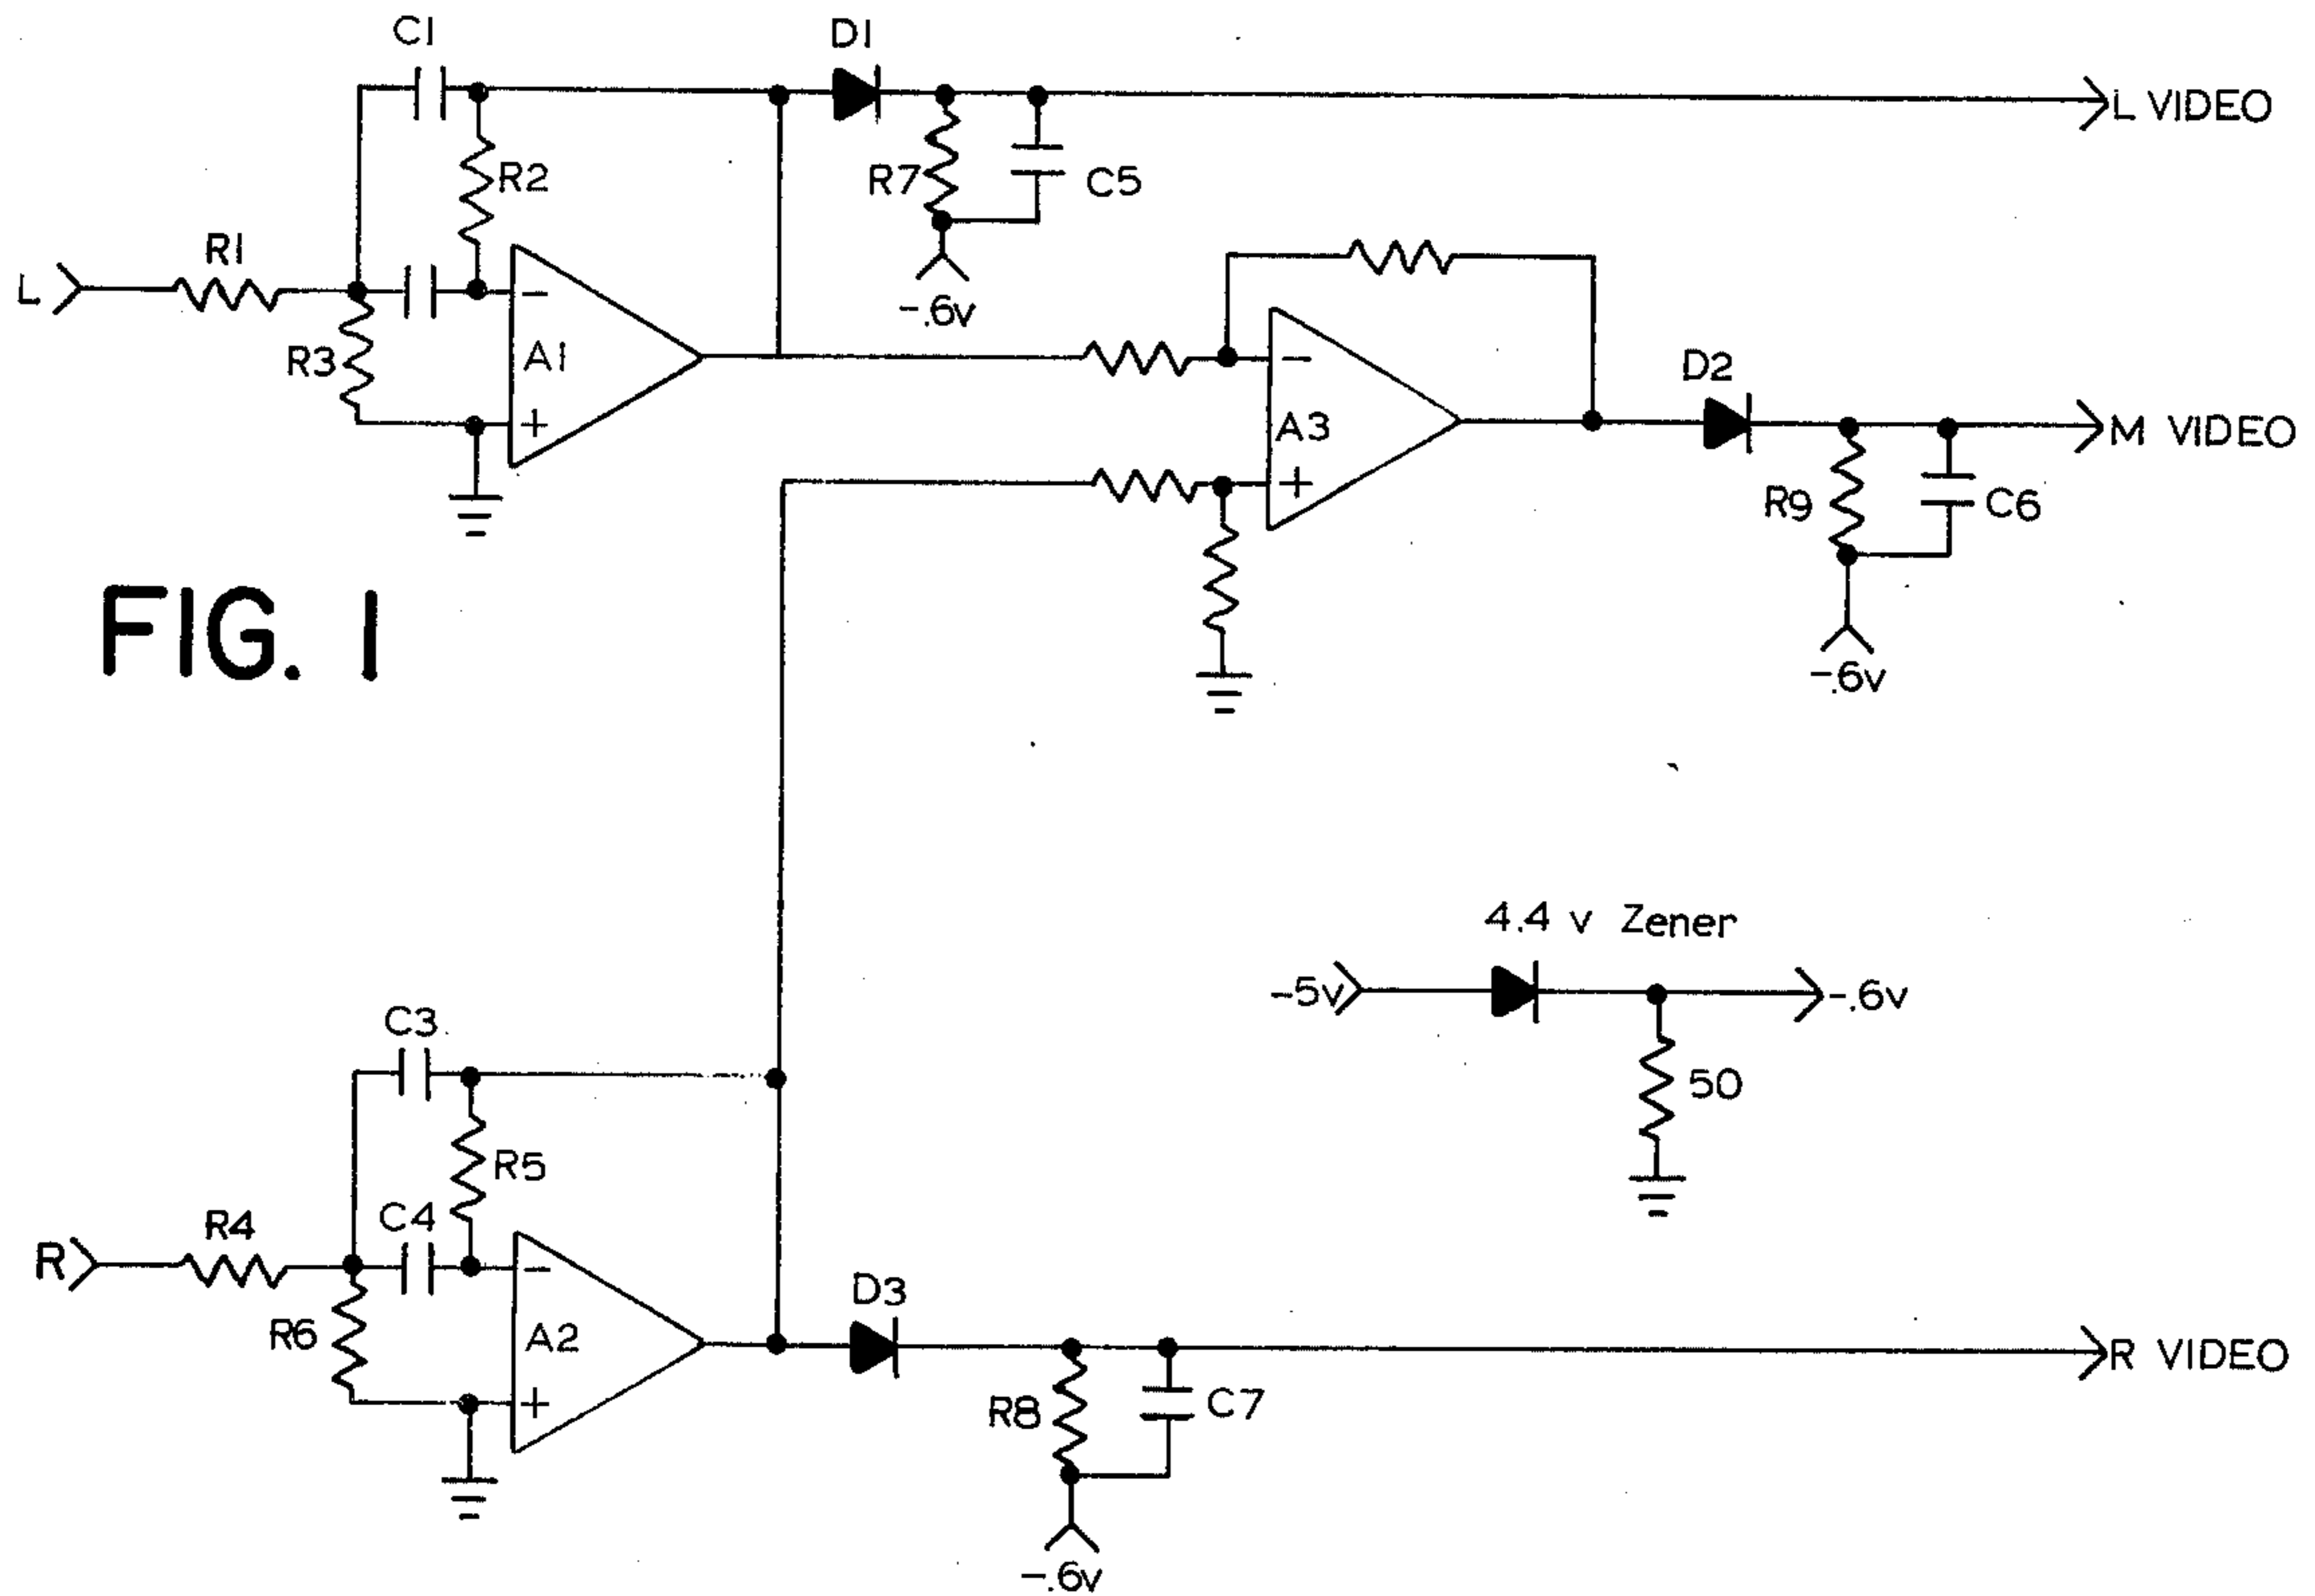 C1
D1
L VIDEO
R2
R7
C5
R1
L
-.6v
R3
-
A1
+
-
D2
A3
+
M VIDEO
R9
C6
FIG. 1
-.6v
4.4 v Zener
-5v
-.6v
C3
50
R5
R4
C4
R
-
D3
R6
A2
+
R VIDEO
R8
C7
-.6v